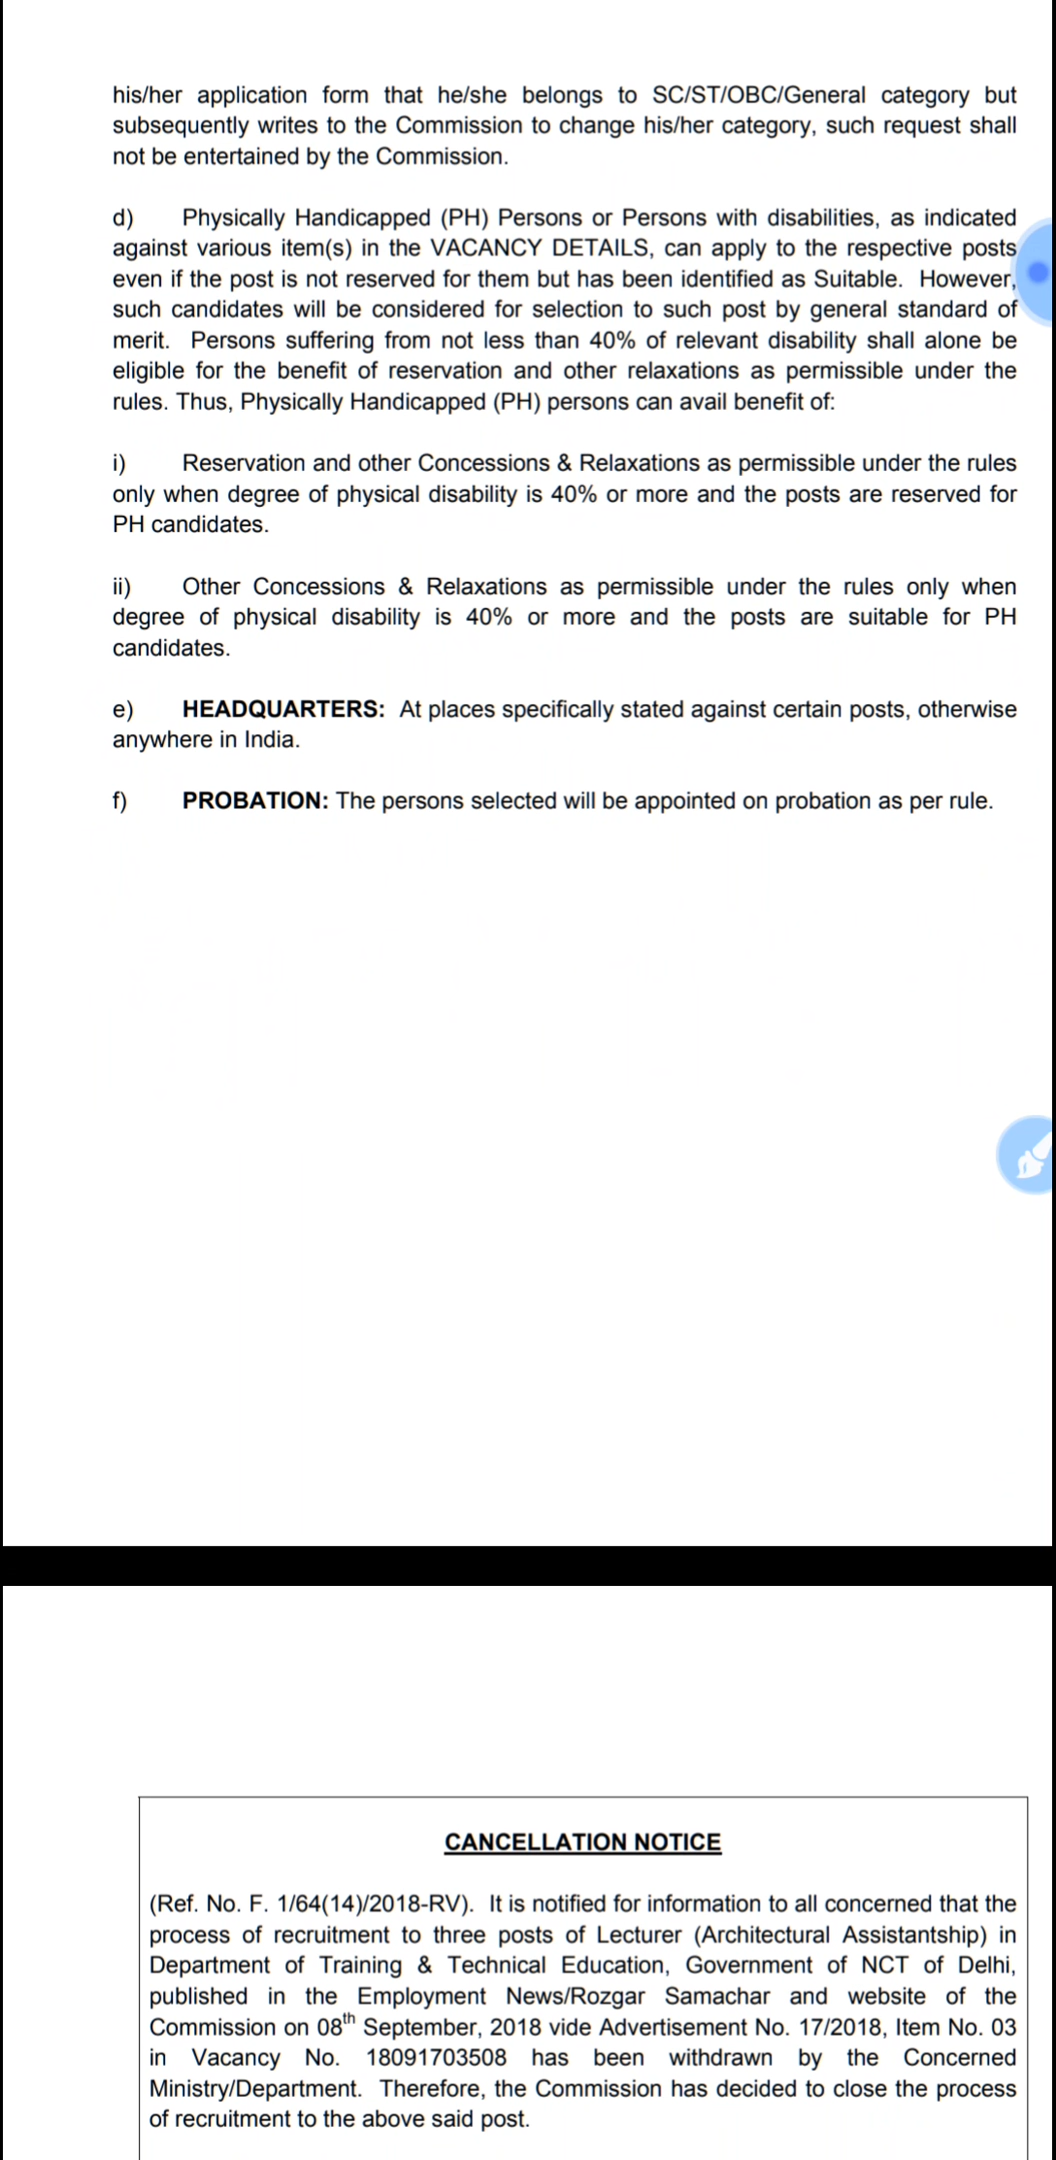 his/her application form that he/she belongs to SC/ST/OBC/General category but
subsequently writes to the Commission to change his/her category, such request shall
not be entertained by the Commission.
d) Physically Handicapped (PH) Persons or Persons with disabilities, as indicated
against various item(s) in the VACANCY DETAILS, can apply to the respective posts
even if the post is not reserved for them but has been identified as Suitable. However,
such candidates will be considered for selection to such post by general standard of
merit. Persons suffering from not less than 40% of relevant disability shall alone be
eligible for the benefit of reservation and other relaxations as permissible under the
rules. Thus, Physically Handicapped (PH) persons can avail benefit of:
i) Reservation and other Concessions & Relaxations as permissible under the rules
only when degree of physical disability is 40% or more and the posts are reserved for
PH candidates.
ii) Other Concessions & Relaxations as permissible under the rules only when
degree of physical disability is 40% or more and the posts are suitable for PH
candidates.
e) HEADQUARTERS: At places specifically stated against certain posts, otherwise
anywhere in India.
f) PROBATION: The persons selected will be appointed on probation as per rule.
CANCELLATION NOTICE
(Ref. No. F. 1/64(14)/2018-RV). It is notified for information to all concerned that the
process of recruitment to three posts of Lecturer (Architectural Assistantship) in
Department of Training & Technical Education, Government of NCT of Delhi,
published in the Employment News/Rozgar Samachar and website of the
Commission on 08th September, 2018 vide Advertisement No. 17/2018, Item No. 03
in Vacancy No. 18091703508 has been withdrawn by the Concerned
Ministry/Department. Therefore, the Commission has decided to close the process
of recruitment to the above said post.